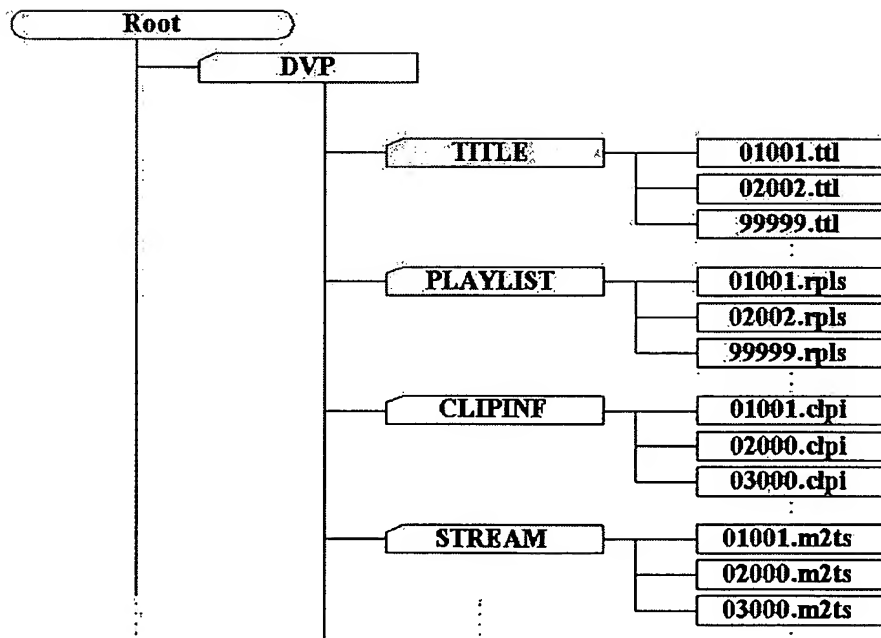 Root
DVP
TITLE
01001.ttl
02002.ttl
99999.ttl
PLAYLIST
01001.rpls
02002.rpls
99999.rpls
CLIPINF
01001.clpi
02000.clpi
03000.clpi
STREAM
01001.m2ts
02000.m2ts
03000.m2ts